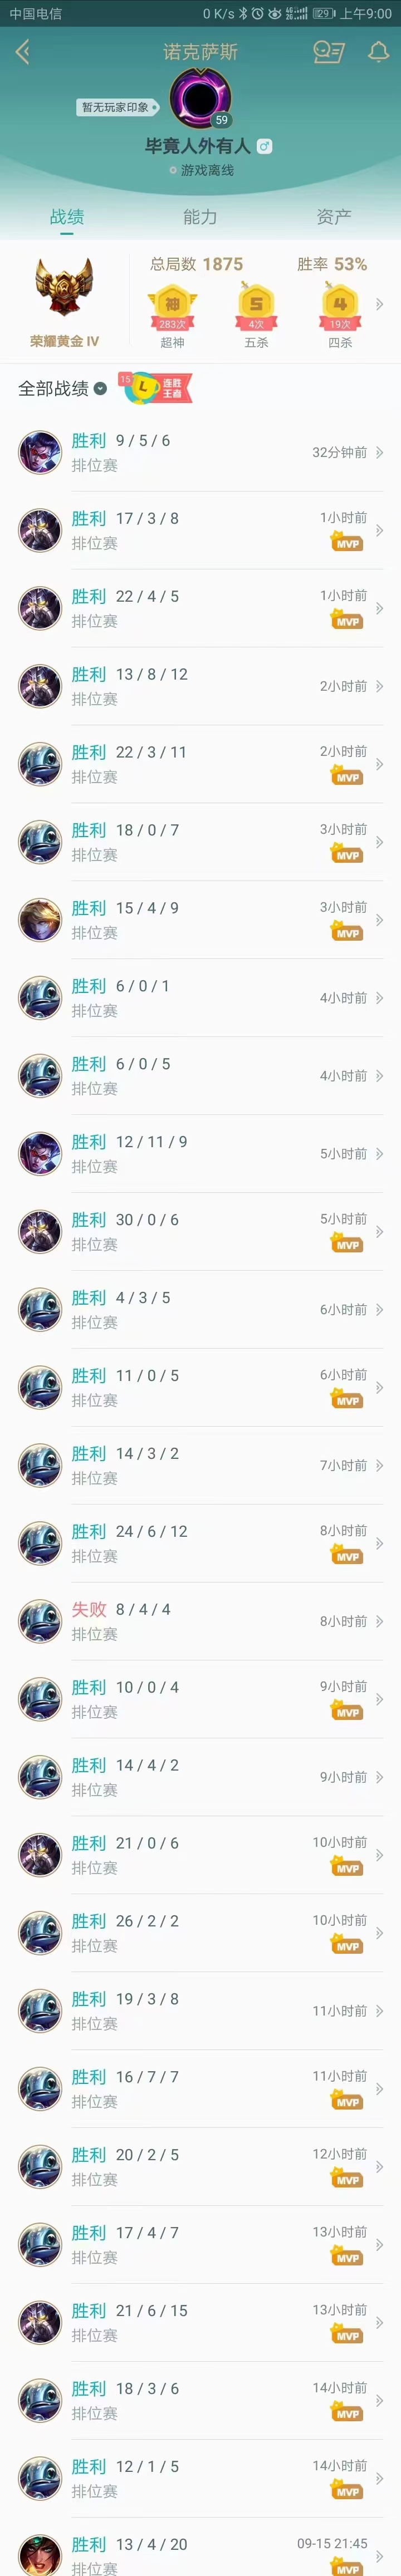 中国电信 0 K/s 上午9:00
诺克萨斯
暂无玩家印象
59
毕竟人外有人
游戏离线
战绩 能力 资产
总局数 1875 胜率 53%
神 5 4
283次 4次 19次
荣耀黄金 IV 超神 五杀 四杀
全部战绩 15 L 连胜王者
胜利 9 / 5 / 6
排位赛 32分钟前
胜利 17 / 3 / 8 1小时前
排位赛 MVP
胜利 22 / 4 / 5 1小时前
排位赛 MVP
胜利 13 / 8 / 12
排位赛 2小时前
胜利 22 / 3 / 11 2小时前
排位赛 MVP
胜利 18 / 0 / 7 3小时前
排位赛 MVP
胜利 15 / 4 / 9 3小时前
排位赛 MVP
胜利 6 / 0 / 1
排位赛 4小时前
胜利 6 / 0 / 5
排位赛 4小时前
胜利 12 / 11 / 9
排位赛 5小时前
胜利 30 / 0 / 6 5小时前
排位赛 MVP
胜利 4 / 3 / 5
排位赛 6小时前
胜利 11 / 0 / 5 6小时前
排位赛 MVP
胜利 14 / 3 / 2
排位赛 7小时前
胜利 24 / 6 / 12 8小时前
排位赛 MVP
失败 8 / 4 / 4
排位赛 8小时前
胜利 10 / 0 / 4 9小时前
排位赛 MVP
胜利 14 / 4 / 2
排位赛 9小时前
胜利 21 / 0 / 6 10小时前
排位赛 MVP
胜利 26 / 2 / 2 10小时前
排位赛 MVP
胜利 19 / 3 / 8
排位赛 11小时前
胜利 16 / 7 / 7 11小时前
排位赛 MVP
胜利 20 / 2 / 5 12小时前
排位赛 MVP
胜利 17 / 4 / 7 13小时前
排位赛 MVP
胜利 21 / 6 / 15 13小时前
排位赛 MVP
胜利 18 / 3 / 6 14小时前
排位赛 MVP
胜利 12 / 1 / 5 14小时前
排位赛 MVP
胜利 13 / 4 / 20 09-15 21:45
排位赛 MVP